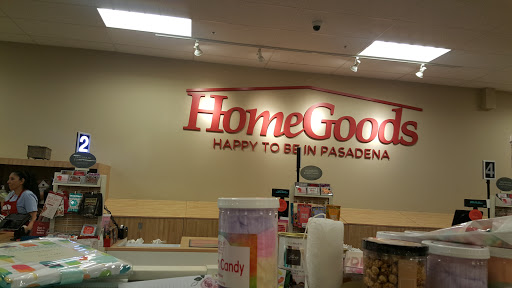 HomeGoods
HAPPY TO BE IN PASADENA
2
4
Candy